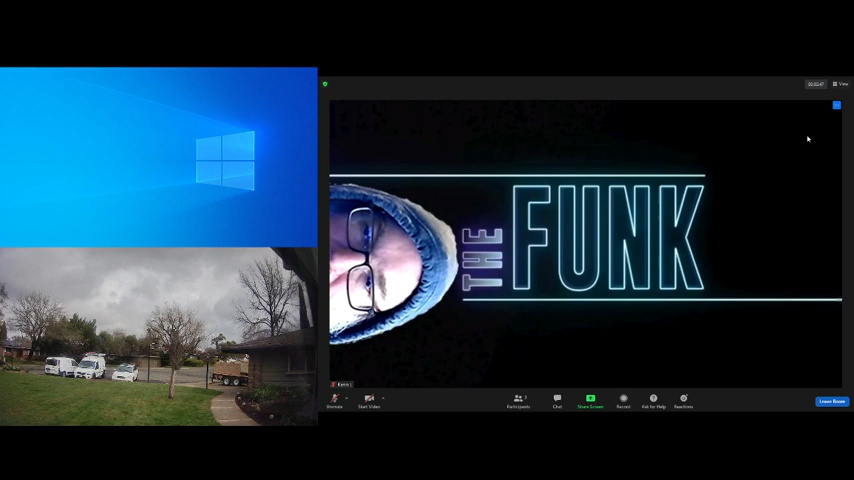 View
THE FUNK
Unmute
Start Video
Participants
Chat
Share Screen
Record
Ask for Help
Reactions
Leave Room